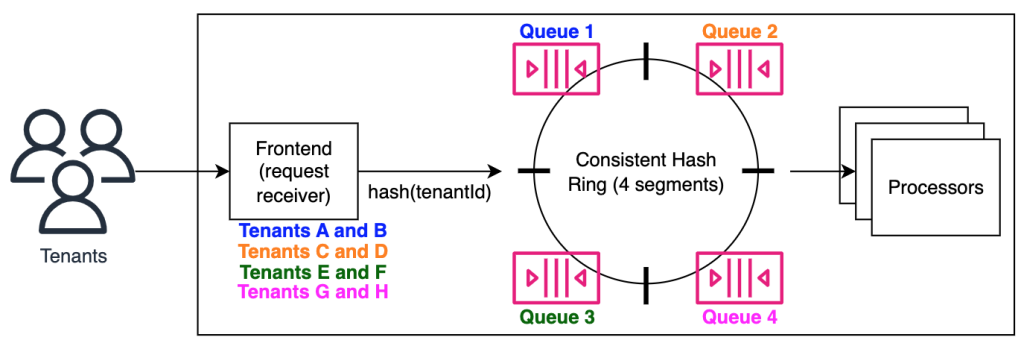 Queue 1
Queue 2
Frontend
(request
receiver)
hash(tenantId)
Consistent Hash
Ring (4 segments)
Processors
Tenants
Tenants A and B
Tenants C and D
Tenants E and F
Tenants G and H
Queue 3
Queue 4